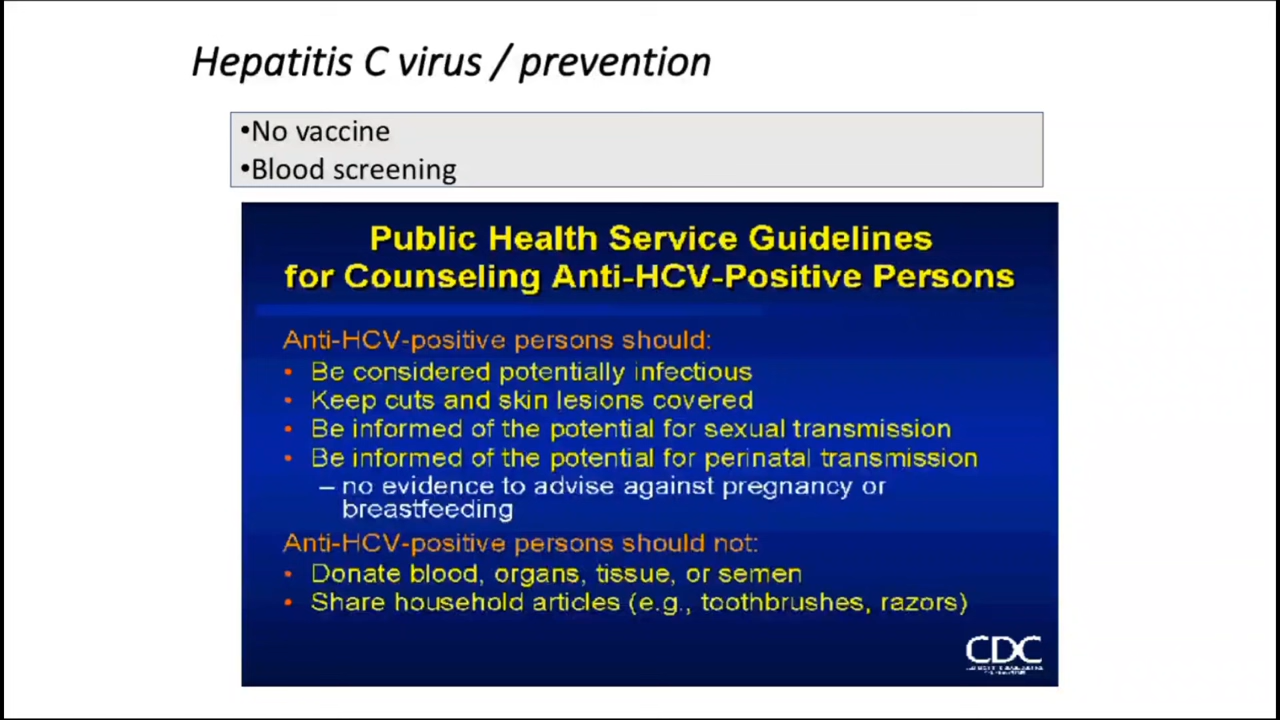 Hepatitis C virus / prevention
•No vaccine
•Blood screening
Public Health Service Guidelines
for Counseling Anti-HCV-Positive Persons
Anti-HCV-positive persons should:
• Be considered potentially infectious
• Keep cuts and skin lesions covered
• Be informed of the potential for sexual transmission
• Be informed of the potential for perinatal transmission
– no evidence to advise against pregnancy or
breastfeeding
Anti-HCV-positive persons should not:
• Donate blood, organs, tissue, or semen
• Share household articles (e.g., toothbrushes, razors)
CDC